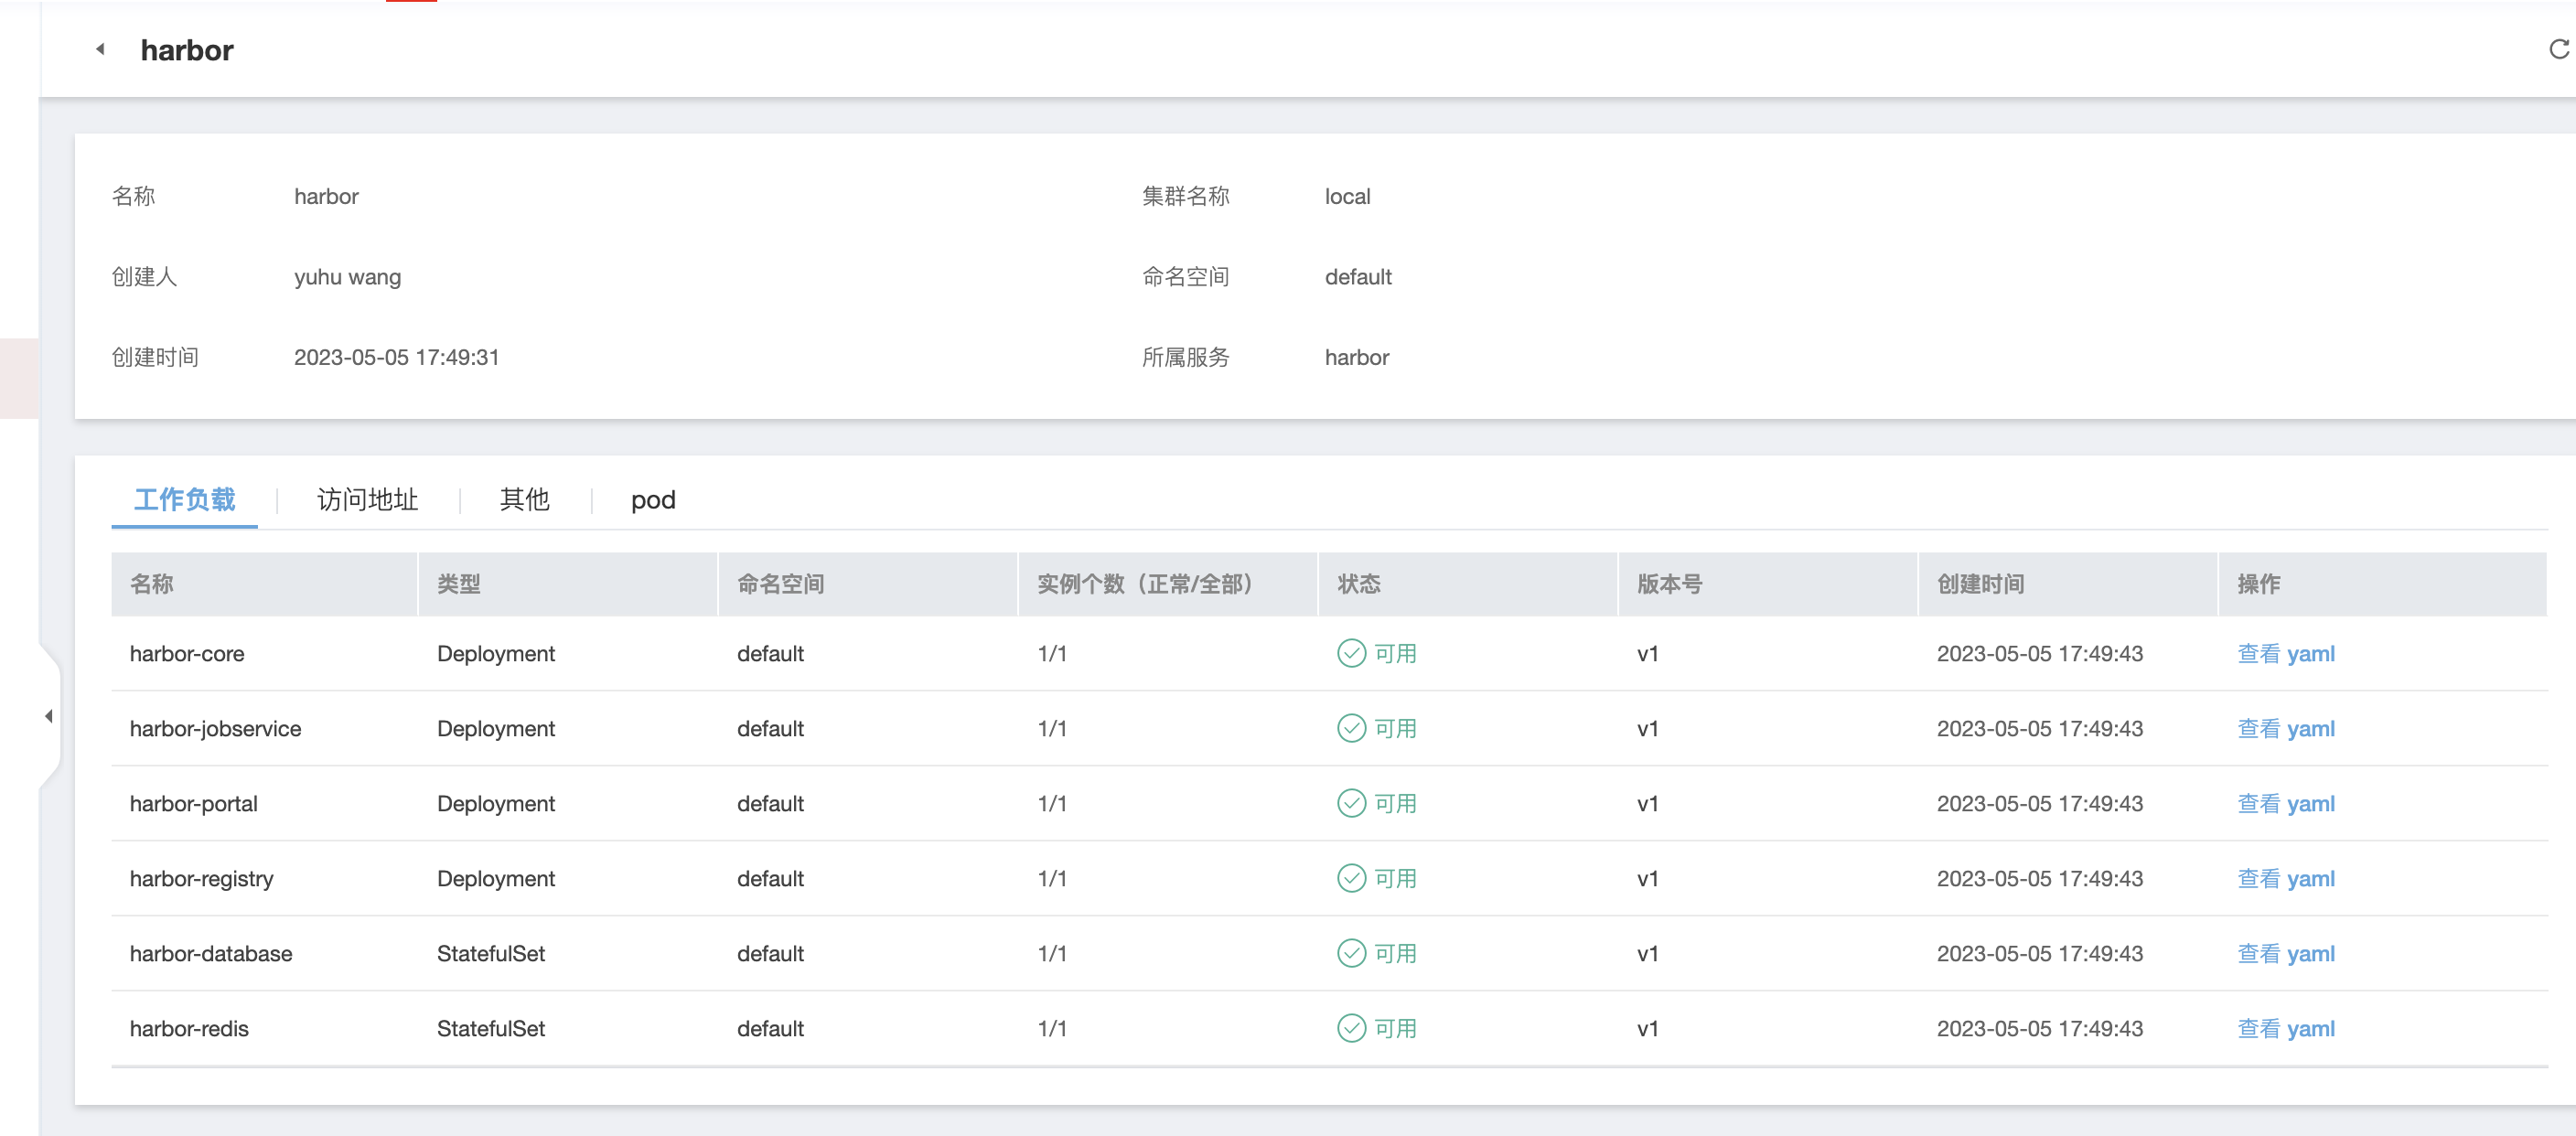 harbor
名称 harbor 集群名称 local
创建人 yuhu wang 命名空间 default
创建时间 2023-05-05 17:49:31 所属服务 harbor
工作负载 访问地址 其他 pod
名称 类型 命名空间 实例个数（正常/全部） 状态 版本号 创建时间 操作
harbor-core Deployment default 1/1 可用 v1 2023-05-05 17:49:43 查看 yaml
harbor-jobservice Deployment default 1/1 可用 v1 2023-05-05 17:49:43 查看 yaml
harbor-portal Deployment default 1/1 可用 v1 2023-05-05 17:49:43 查看 yaml
harbor-registry Deployment default 1/1 可用 v1 2023-05-05 17:49:43 查看 yaml
harbor-database StatefulSet default 1/1 可用 v1 2023-05-05 17:49:43 查看 yaml
harbor-redis StatefulSet default 1/1 可用 v1 2023-05-05 17:49:43 查看 yaml